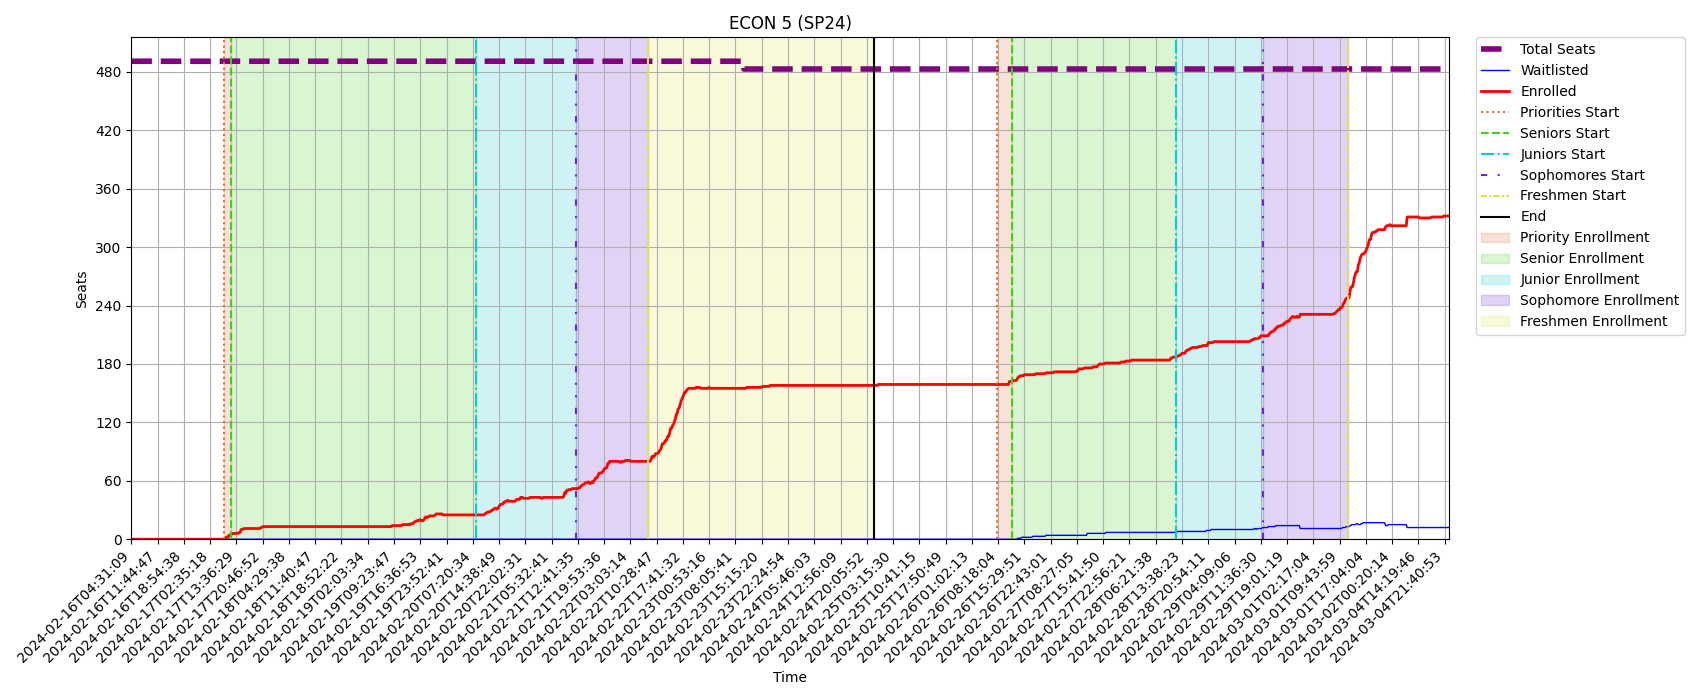 ECON 5 (SP24)
Seats
480
420
360
300
240
180
120
60
0
2024-02-16T04:31:09
2024-02-16T11:44:47
2024-02-16T18:54:38
2024-02-17T02:35:18
2024-02-17T13:36:29
2024-02-17T20:46:52
2024-02-18T04:29:38
2024-02-18T11:40:47
2024-02-18T18:52:22
2024-02-19T02:03:34
2024-02-19T09:23:47
2024-02-19T16:36:53
2024-02-19T23:52:41
2024-02-20T07:20:34
2024-02-20T14:38:49
2024-02-20T22:02:31
2024-02-21T05:32:41
2024-02-21T12:41:35
2024-02-21T19:53:36
2024-02-22T03:03:14
2024-02-22T10:28:47
2024-02-22T17:41:32
2024-02-23T00:53:16
2024-02-23T08:05:41
2024-02-23T15:15:20
2024-02-23T22:24:54
2024-02-24T05:46:03
2024-02-24T12:56:09
2024-02-24T20:05:52
2024-02-25T03:15:30
2024-02-25T10:41:15
2024-02-25T17:50:49
2024-02-26T01:02:13
2024-02-26T08:18:04
2024-02-26T15:29:51
2024-02-26T22:43:01
2024-02-27T08:27:05
2024-02-27T15:41:50
2024-02-27T22:56:21
2024-02-28T06:21:38
2024-02-28T13:38:23
2024-02-28T20:54:11
2024-02-29T04:09:06
2024-02-29T11:36:30
2024-02-29T19:01:19
2024-03-01T02:17:04
2024-03-01T09:43:59
2024-03-01T17:04:04
2024-03-02T00:20:14
2024-03-04T14:19:46
2024-03-04T21:40:53
Time
Total Seats
Waitlisted
Enrolled
Priorities Start
Seniors Start
Juniors Start
Sophomores Start
Freshmen Start
End
Priority Enrollment
Senior Enrollment
Junior Enrollment
Sophomore Enrollment
Freshmen Enrollment